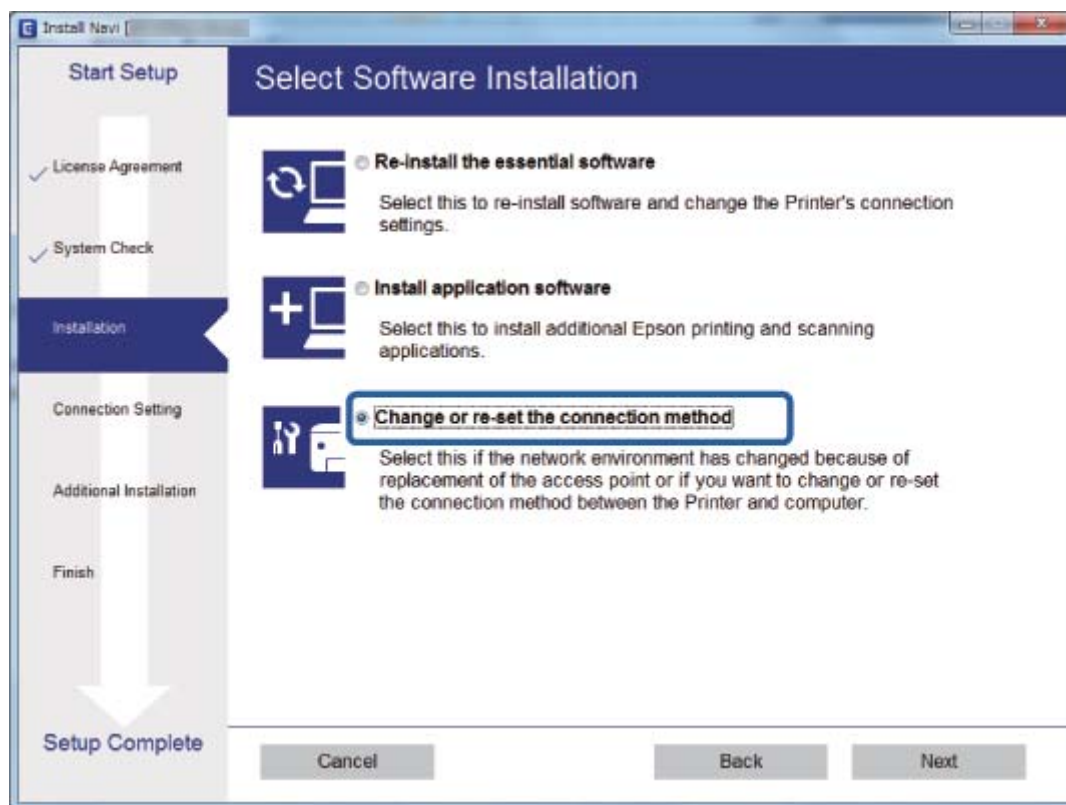 Install Navi [
Start Setup
License Agreement
System Check
Installation
Connection Setting
Additional Installation
Finish
Setup Complete
Select Software Installation
Re-install the essential software
Select this to re-install software and change the Printer's connection
settings.
Install application software
Select this to install additional Epson printing and scanning
applications.
Change or re-set the connection method
Select this if the network environment has changed because of
replacement of the access point or if you want to change or re-set
the connection method between the Printer and computer.
Cancel
Back
Next